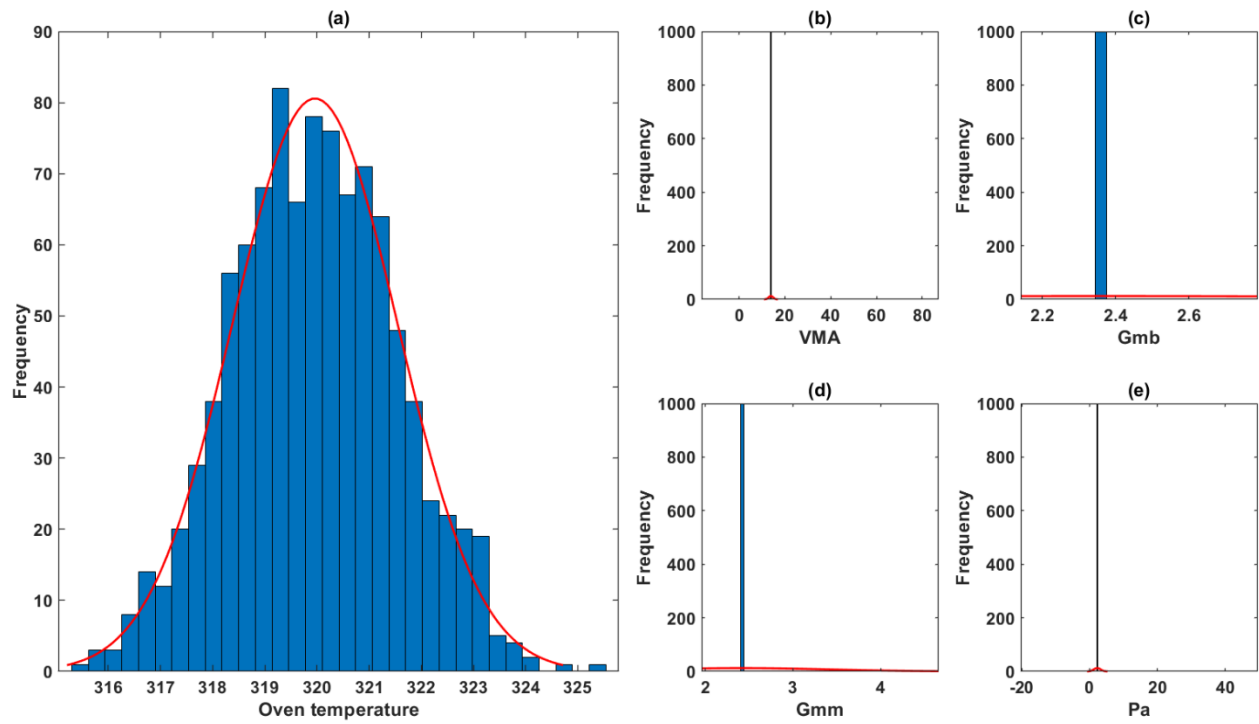 (a)
90
80
70
60
50
40
30
20
10
0
Frequency
316 317 318 319 320 321 322 323 324 325
Oven temperature
(b)
1000
800
600
400
200
0
Frequency
0 20 40 60 80
VMA
(c)
1000
800
600
400
200
0
Frequency
2.2 2.4 2.6
Gmb
(d)
1000
800
600
400
200
0
Frequency
2 3 4
Gmm
(e)
1000
800
600
400
200
0
Frequency
-20 0 20 40
Pa